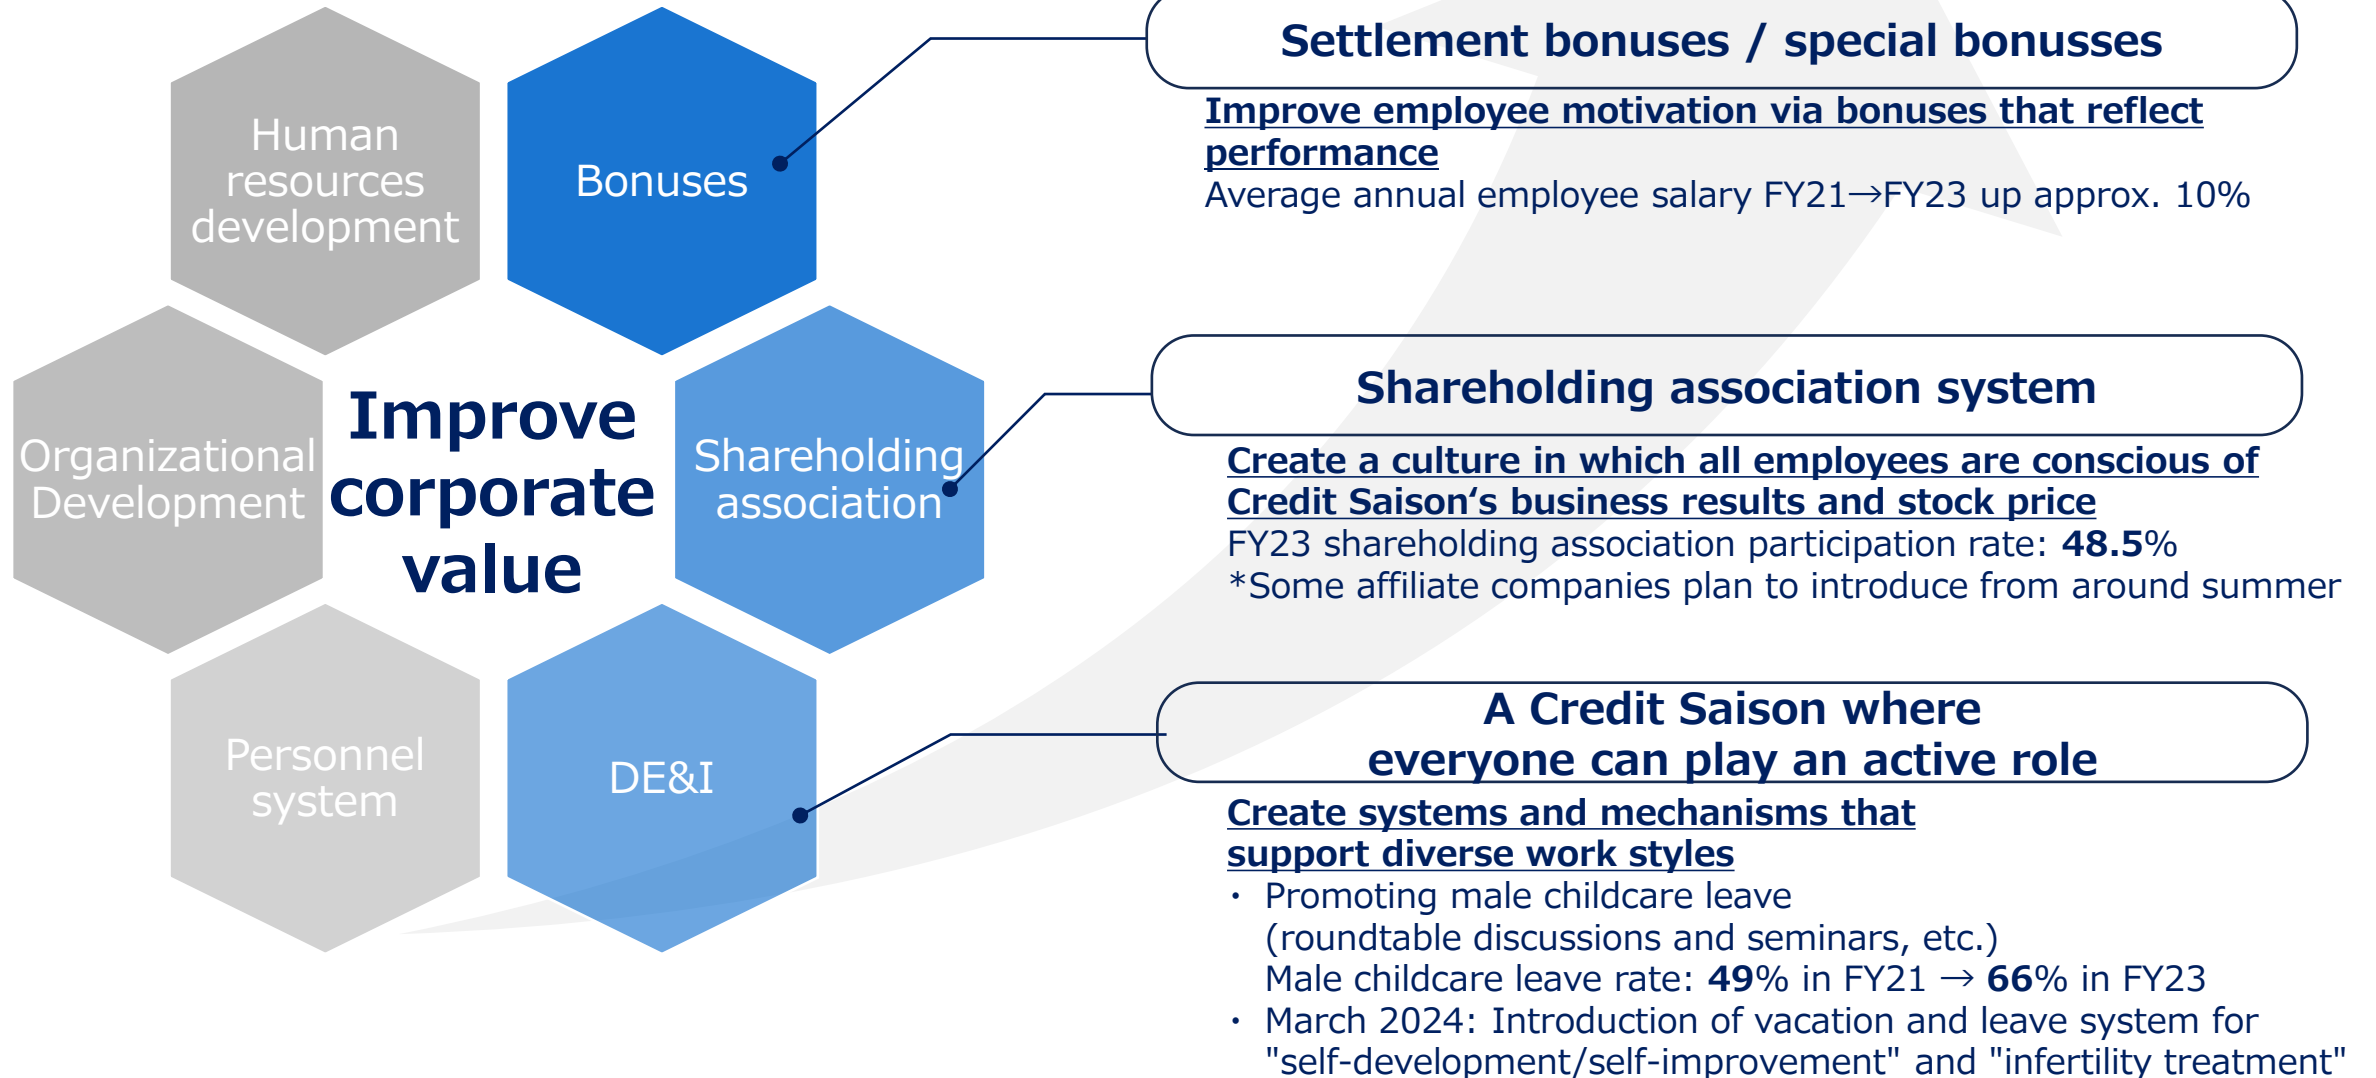 Human
resources
development
Bonuses
Organizational
Development
Improve
corporate
value
Shareholding
association
Personnel
system
DE&I
Settlement bonuses / special bonusses
Improve employee motivation via bonuses that reflect
performance
Average annual employee salary FY21→FY23 up approx. 10%
Shareholding association system
Create a culture in which all employees are conscious of
Credit Saison‘s business results and stock price
FY23 shareholding association participation rate: 48.5%
*Some affiliate companies plan to introduce from around summer
A Credit Saison where
everyone can play an active role
Create systems and mechanisms that
support diverse work styles
・ Promoting male childcare leave
(roundtable discussions and seminars, etc.)
Male childcare leave rate: 49% in FY21 → 66% in FY23
・ March 2024: Introduction of vacation and leave system for
"self-development/self-improvement" and "infertility treatment"